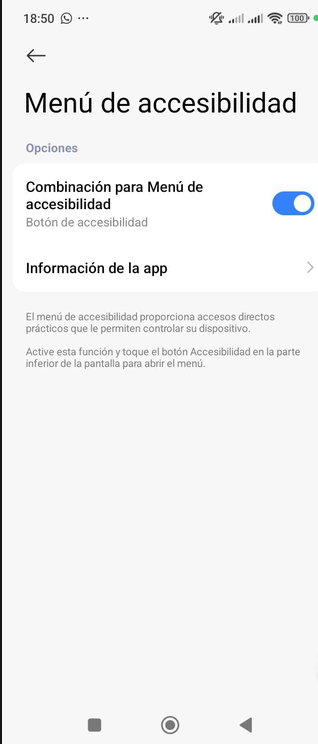 18:50
100
Menú de accesibilidad
Opciones
Combinación para Menú de
accesibilidad
Botón de accesibilidad
Información de la app
El menú de accesibilidad proporciona accesos directos
prácticos que le permiten controlar su dispositivo.
Active esta función y toque el botón Accesibilidad en la parte
inferior de la pantalla para abrir el menú.